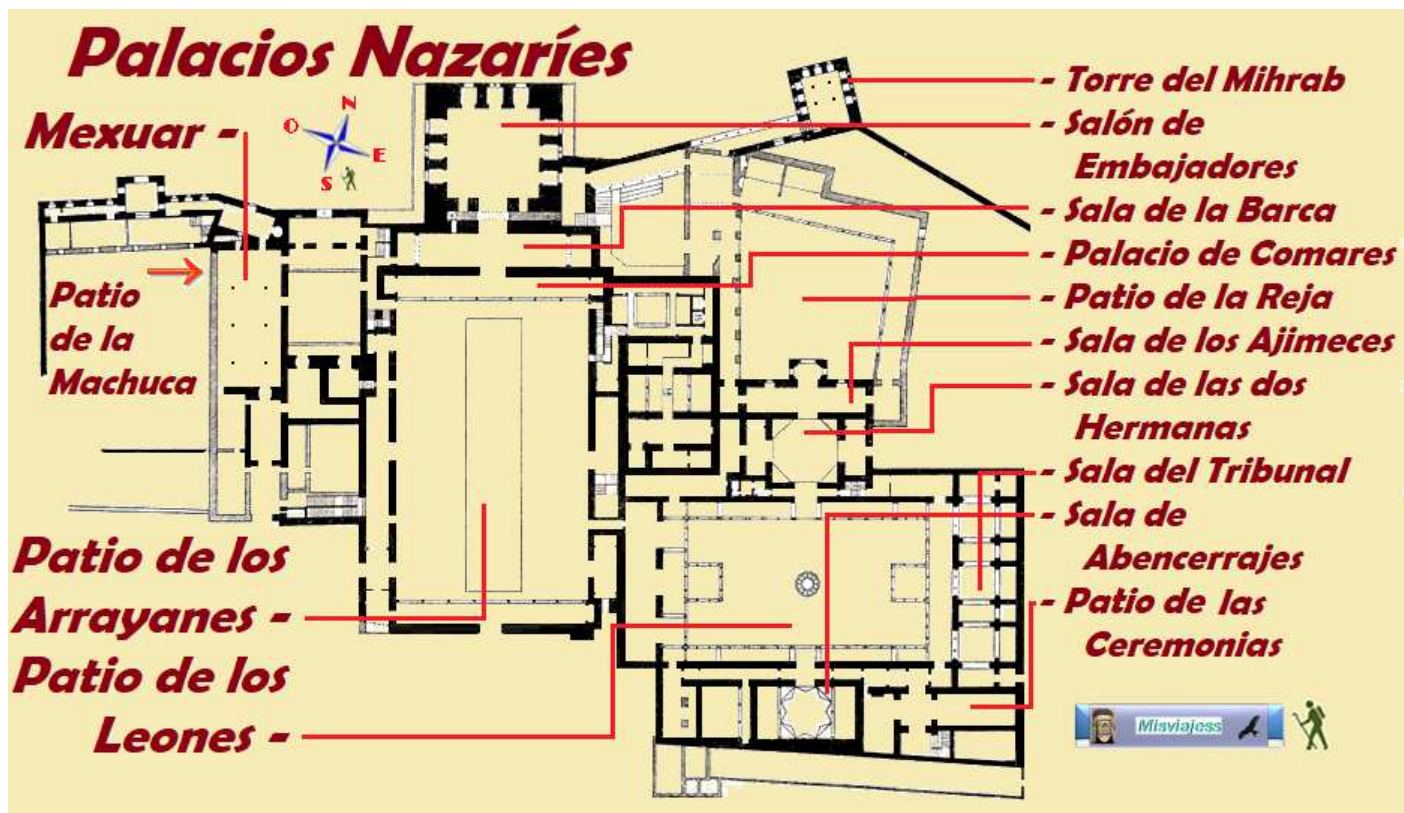 Palacios Nazaríes
Mexuar -
N
O
E
S
Patio
de la
Machuca
Patio de los
Arrayanes -
Patio de los
Leones -
- Torre del Mihrab
- Salón de
Embajadores
- Sala de la Barca
- Palacio de Comares
- Patio de la Reja
- Sala de los Ajimeces
- Sala de las dos
Hermanas
- Sala del Tribunal
- Sala de
Abencerrajes
- Patio de las
Ceremonias
Misviajess